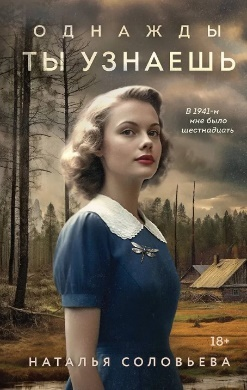 ОДНАЖДЫ
ТЫ УЗНАЕШЬ
В 1941-м
мне было
шестнадцать
18+
НАТАЛЬЯ СОЛОВЬЕВА